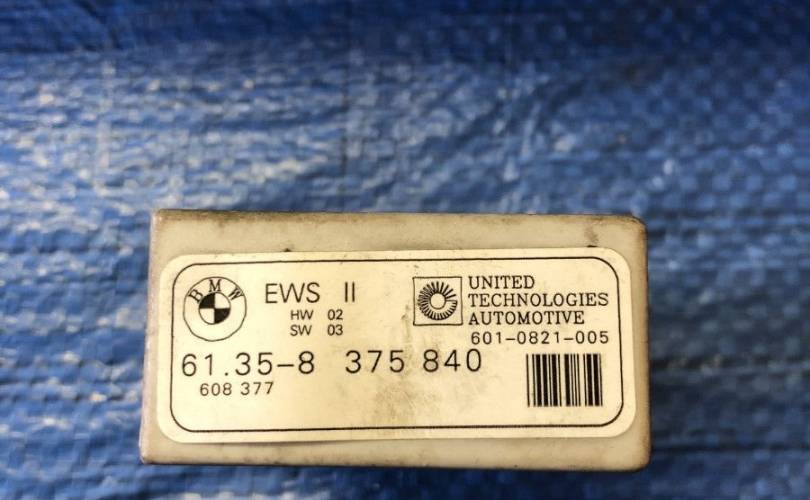 BMW
EWS II
HW 02
SW 03
UNITED
TECHNOLOGIES
AUTOMOTIVE
601-0821-005
61.35-8 375 840
608 377